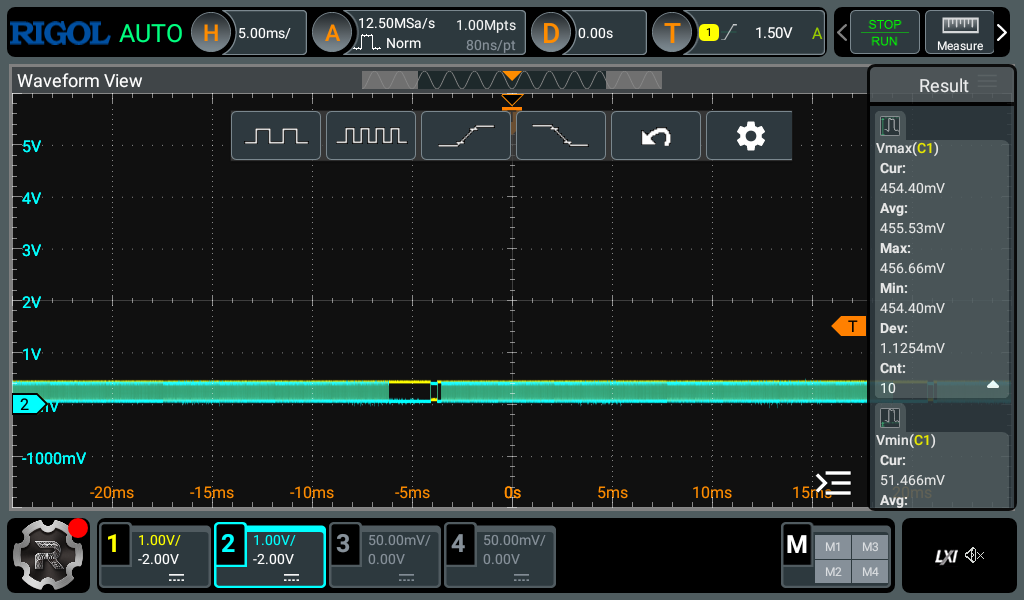 RIGOL AUTO H 5.00ms/ A 12.50MSa/s 1.00Mpts D 0.00s T 1 1.50V A STOP
Norm 80ns/pt RUN Measure
Waveform View
Result
5V
4V
3V
2V
1V
2
-1000mV
T
-20ms -15ms -10ms -5ms 0s 5ms 10ms 15ms 20ms
Vmax(C1)
Cur:
454.40mV
Avg:
455.53mV
Max:
456.66mV
Min:
454.40mV
Dev:
1.1254mV
Cnt:
10
Vmin(C1)
Cur:
51.466mV
Avg:
R
1 1.00V/
-2.00V
2 1.00V/
-2.00V
3 50.00mV/
0.00V
4 50.00mV/
0.00V
M M1 M3
M2 M4
LXI